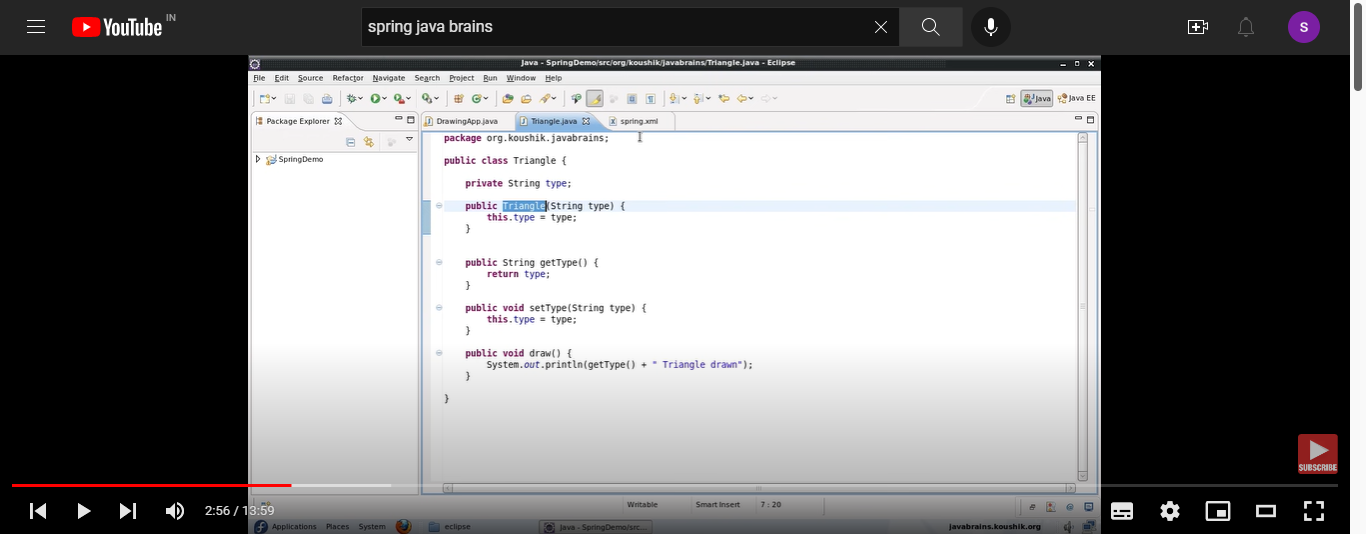 YouTube IN
spring java brains
S
Java - SpringDemo/src/org/koushik/javabrains/Triangle.java - Eclipse
File Edit Source Refactor Navigate Search Project Run Window Help
Java Java EE
Package Explorer
DrawingApp.java Triangle.java spring.xml
SpringDemo
package org.koushik.javabrains;
public class Triangle {
private String type;
public Triangle(String type) {
this.type = type;
}
public String getType() {
return type;
}
public void setType(String type) {
this.type = type;
}
public void draw() {
System.out.println(getType() + " Triangle drawn");
}
}
SUBSCRIBE
Writable Smart Insert 7 : 20
2:56 / 13:59
Applications Places System eclipse Java - SpringDemo/src... javabrains.koushik.org